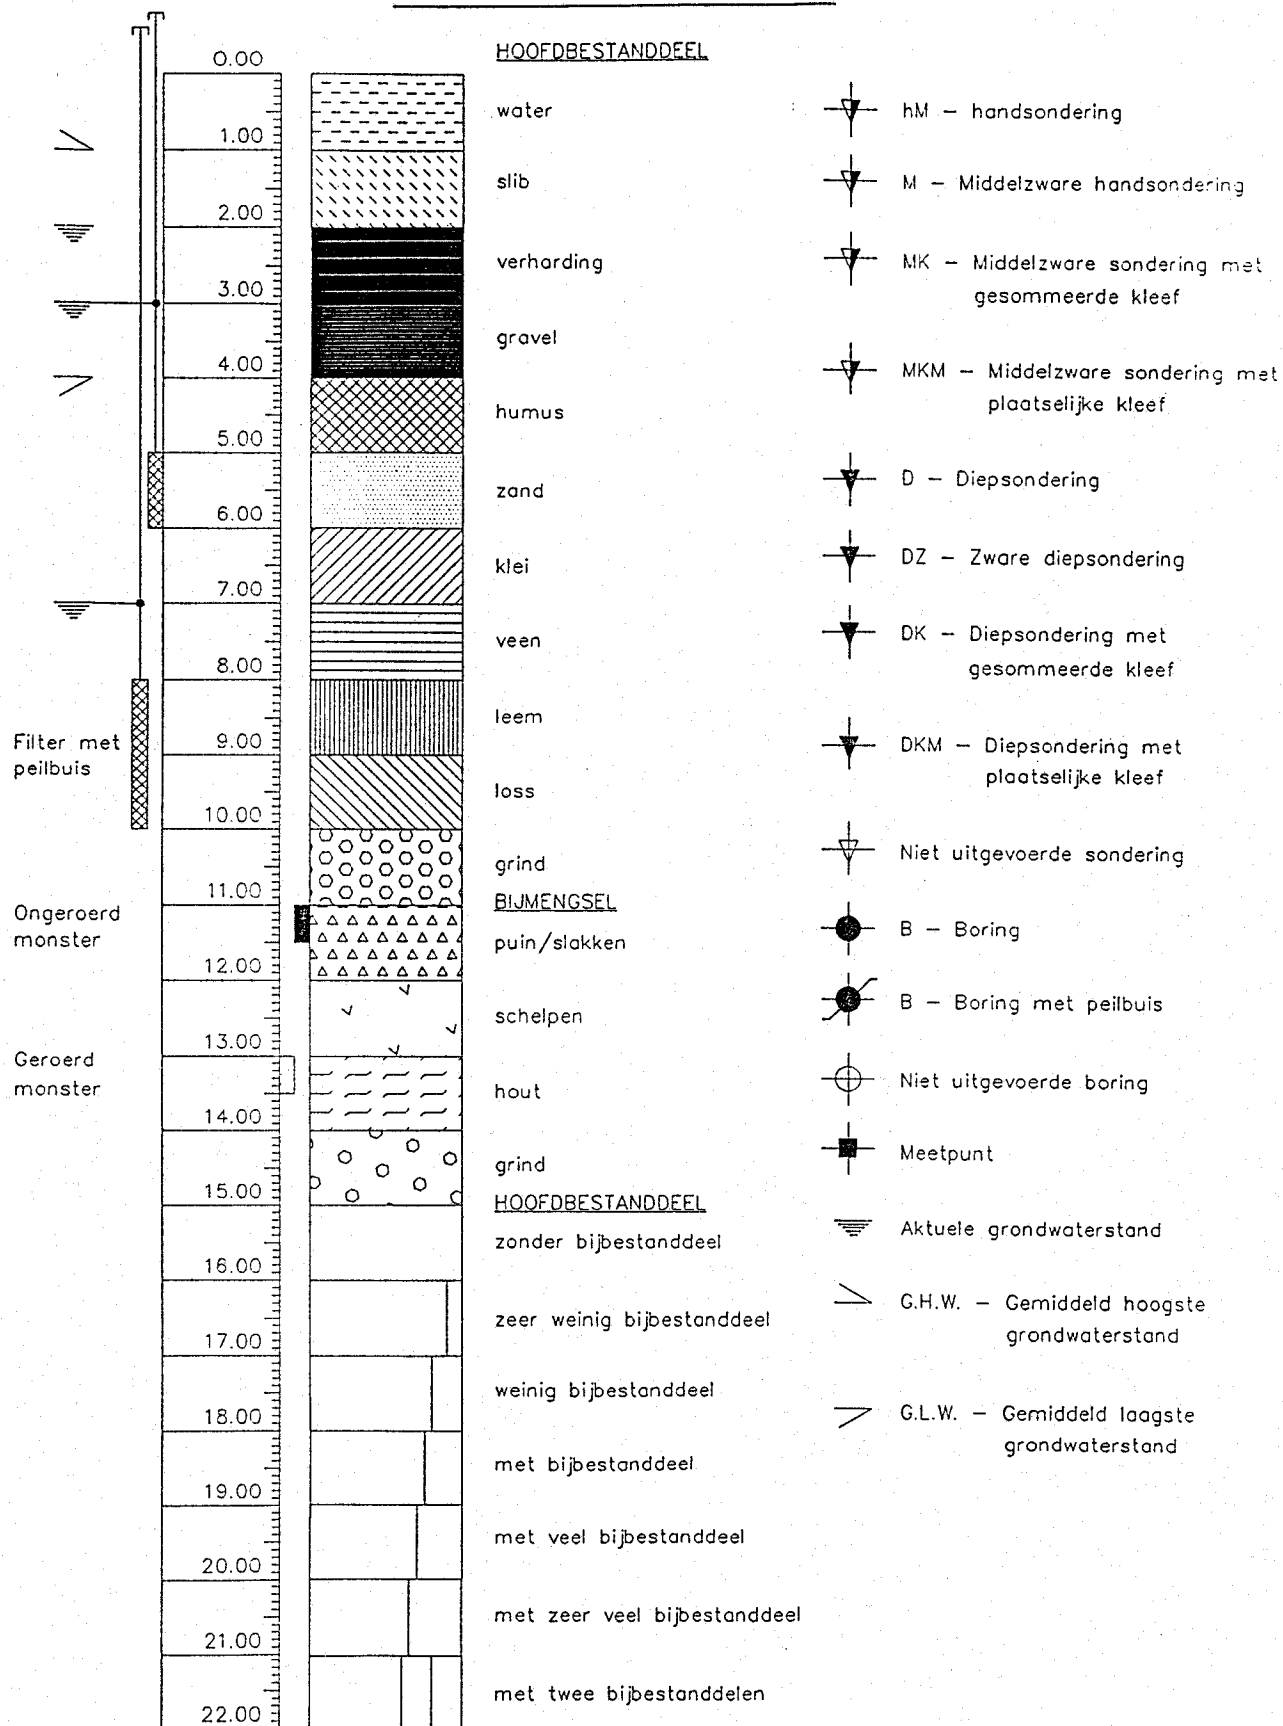 HOOFDBESTANDDEEL
0.00
water
1.00
slib
2.00
verharding
3.00
gravel
4.00
humus
5.00
zand
6.00
klei
7.00
veen
8.00
leem
9.00
Filter met
peilbuis
loss
10.00
grind
11.00
BIJMENGSEL
Ongeroerd
monster
puin/slakken
12.00
schelpen
13.00
Geroerd
monster
hout
14.00
grind
15.00
HOOFDBESTANDDEEL
zonder bijbestanddeel
16.00
zeer weinig bijbestanddeel
17.00
weinig bijbestanddeel
18.00
met bijbestanddeel
19.00
met veel bijbestanddeel
20.00
met zeer veel bijbestanddeel
21.00
met twee bijbestanddelen
22.00
hM – handsondering
M – Middelzware handsondering
MK – Middelzware sondering met
gesommeerde kleef
MKM – Middelzware sondering met
plaatselijke kleef
D – Diepsondering
DZ – Zware diepsondering
DK – Diepsondering met
gesommeerde kleef
DKM – Diepsondering met
plaatselijke kleef
Niet uitgevoerde sondering
B – Boring
B – Boring met peilbuis
Niet uitgevoerde boring
Meetpunt
Aktuele grondwaterstand
G.H.W. – Gemiddeld hoogste
grondwaterstand
G.L.W. – Gemiddeld laagste
grondwaterstand